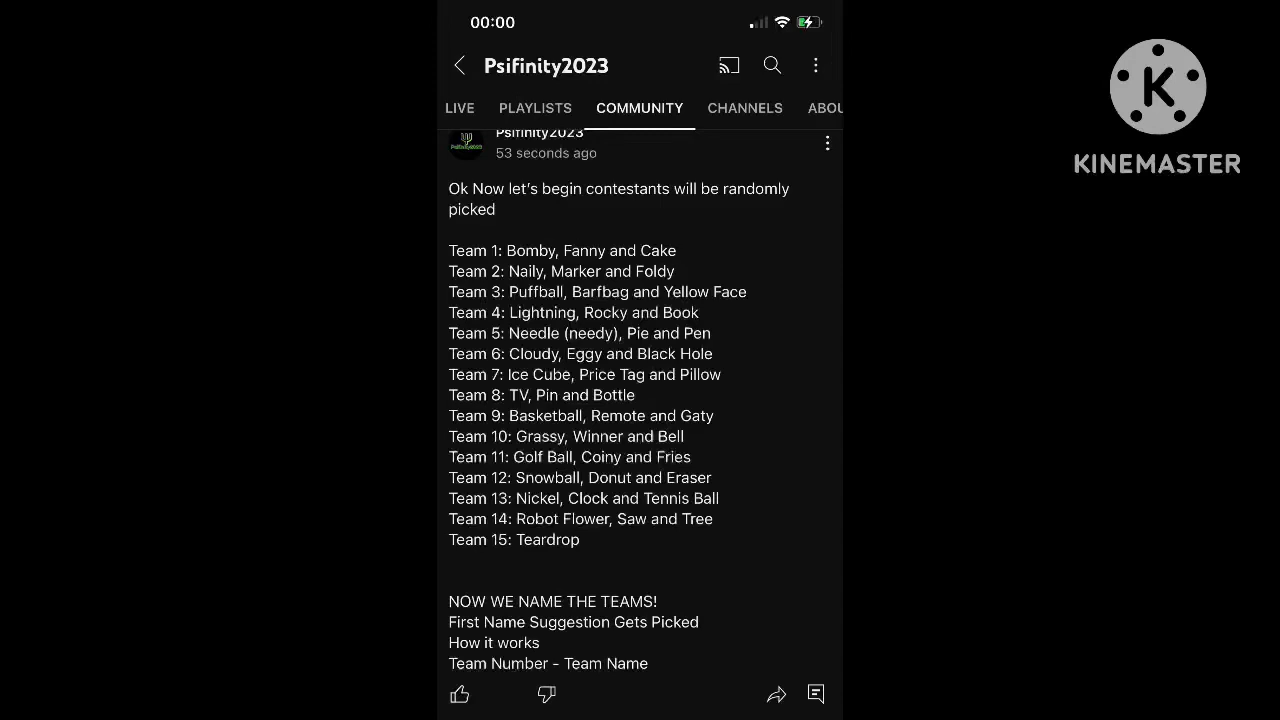 00:00
Psifinity2023
LIVE PLAYLISTS COMMUNITY CHANNELS ABOU
Psifinity2023
53 seconds ago
Ok Now let's begin contestants will be randomly
picked
Team 1: Bomby, Fanny and Cake
Team 2: Naily, Marker and Foldy
Team 3: Puffball, Barfbag and Yellow Face
Team 4: Lightning, Rocky and Book
Team 5: Needle (needy), Pie and Pen
Team 6: Cloudy, Eggy and Black Hole
Team 7: Ice Cube, Price Tag and Pillow
Team 8: TV, Pin and Bottle
Team 9: Basketball, Remote and Gaty
Team 10: Grassy, Winner and Bell
Team 11: Golf Ball, Coiny and Fries
Team 12: Snowball, Donut and Eraser
Team 13: Nickel, Clock and Tennis Ball
Team 14: Robot Flower, Saw and Tree
Team 15: Teardrop
NOW WE NAME THE TEAMS!
First Name Suggestion Gets Picked
How it works
Team Number - Team Name
K
KINEMASTER